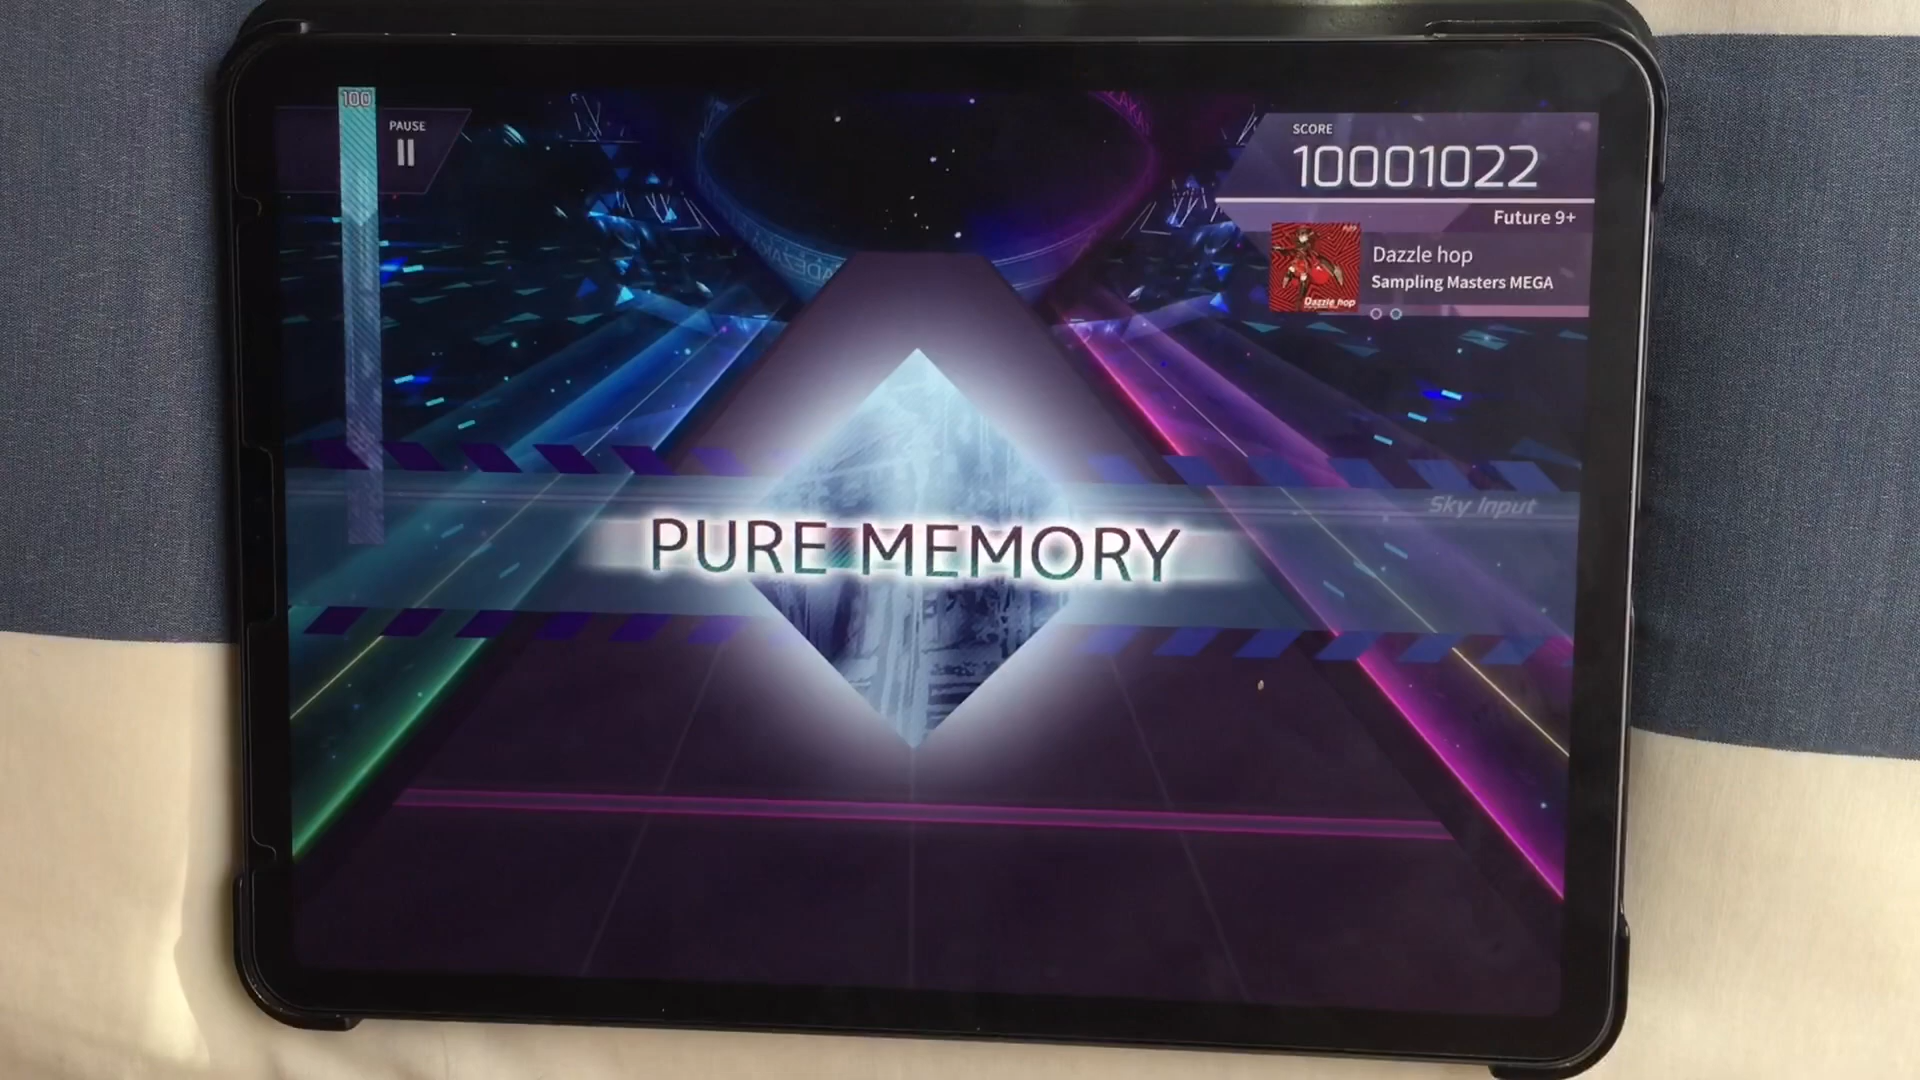 100
PAUSE
SCORE
10001022
Future 9+
Dazzle hop
Sampling Masters MEGA
Dazzle hop
Sky Input
PURE MEMORY